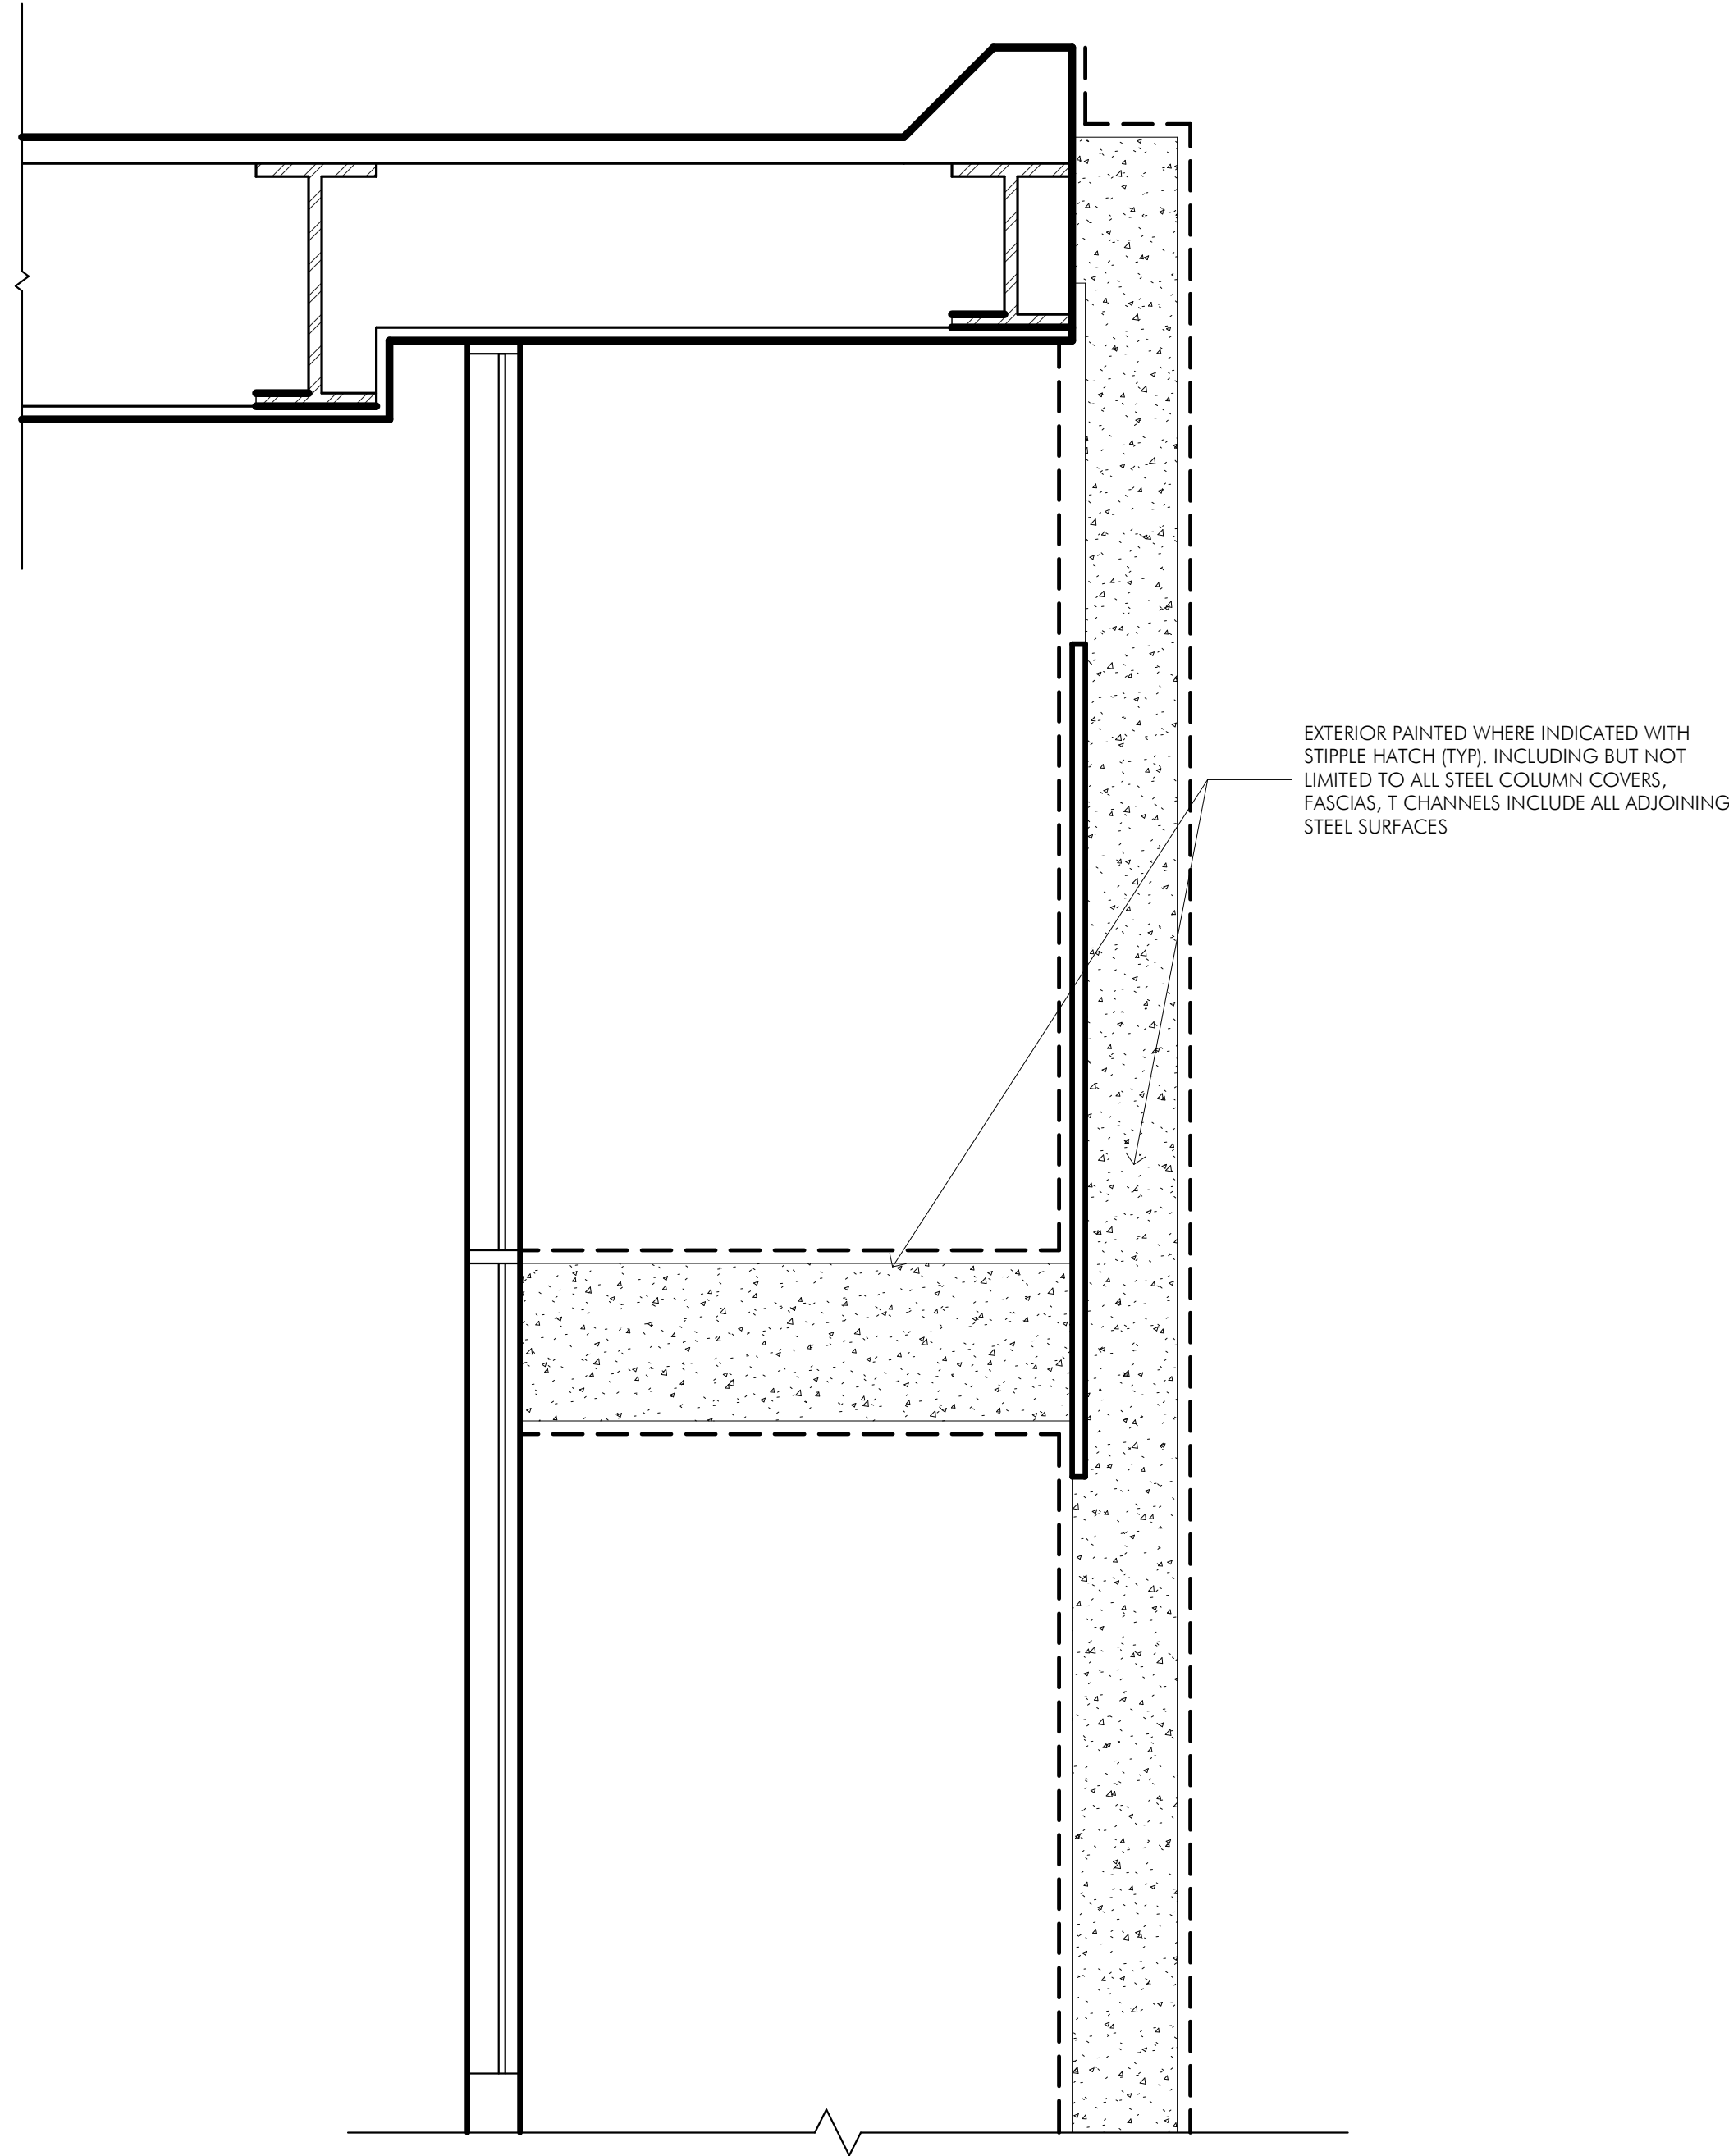 EXTERIOR PAINTED WHERE INDICATED WITH
STIPPLE HATCH (TYP). INCLUDING BUT NOT
LIMITED TO ALL STEEL COLUMN COVERS,
FASCIAS, T CHANNELS INCLUDE ALL ADJOINING
STEEL SURFACES